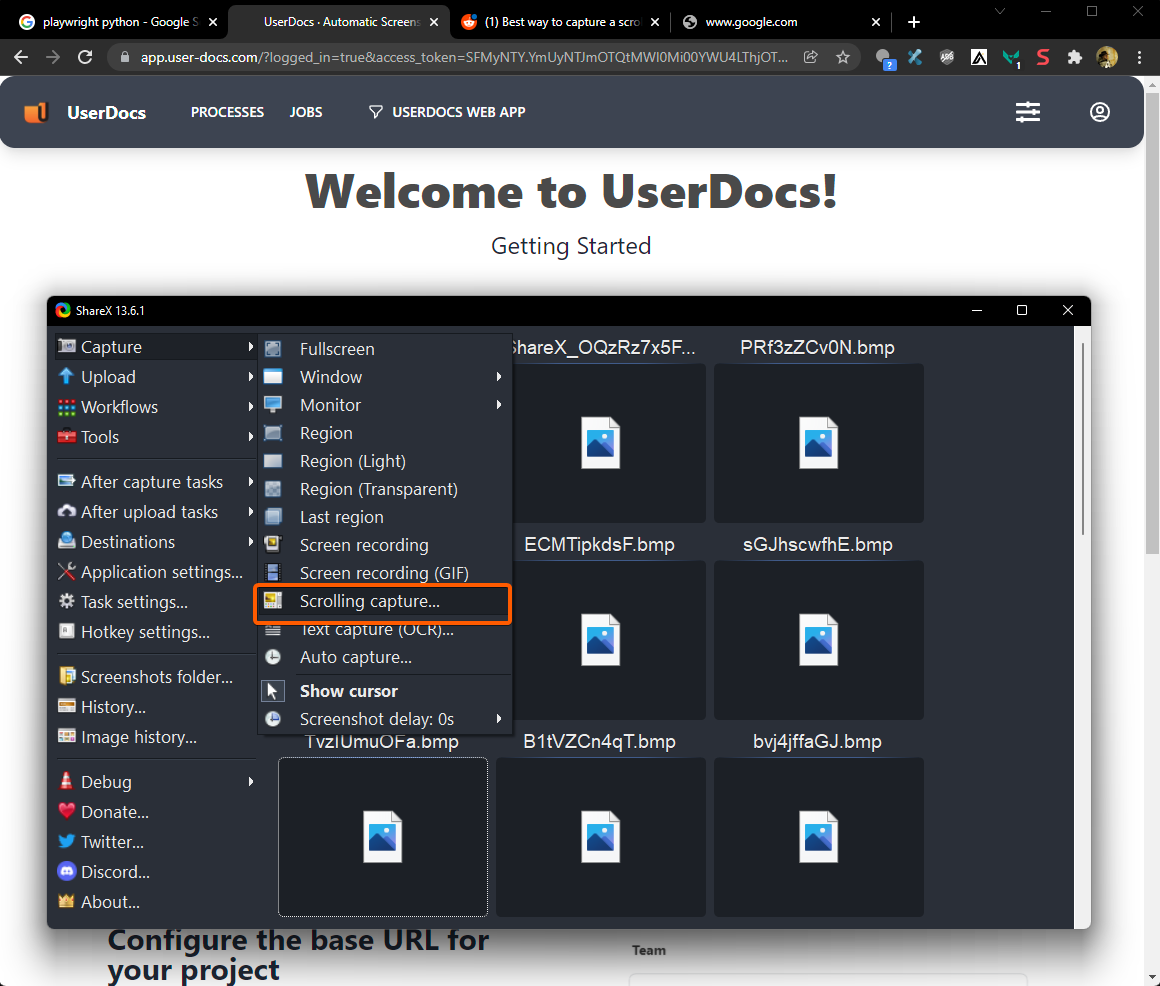 playwright python - Google S
UserDocs · Automatic Screens
(1) Best way to capture a scro
www.google.com
app.user-docs.com/?logged_in=true&access_token=SFMyNTY.YmUyNTJmOTQtMWI0Mi00YWU4LThjOT...
UserDocs
PROCESSES
JOBS
USERDOCS WEB APP
Welcome to UserDocs!
Getting Started
ShareX 13.6.1
Capture
Upload
Workflows
Tools
After capture tasks
After upload tasks
Destinations
Application settings...
Task settings...
Hotkey settings...
Screenshots folder...
History...
Image history...
Debug
Donate...
Twitter...
Discord...
About...
Fullscreen
Window
Monitor
Region
Region (Light)
Region (Transparent)
Last region
Screen recording
Screen recording (GIF)
Scrolling capture...
Text capture (OCR)...
Auto capture...
Show cursor
Screenshot delay: 0s
ShareX_OQzRz7x5F...
PRf3zZCv0N.bmp
ECMTipkdsF.bmp
sGJhscwfhE.bmp
TvzIUmuOFa.bmp
B1tVZCn4qT.bmp
bvj4jffaGJ.bmp
Configure the base URL for
your project
Team